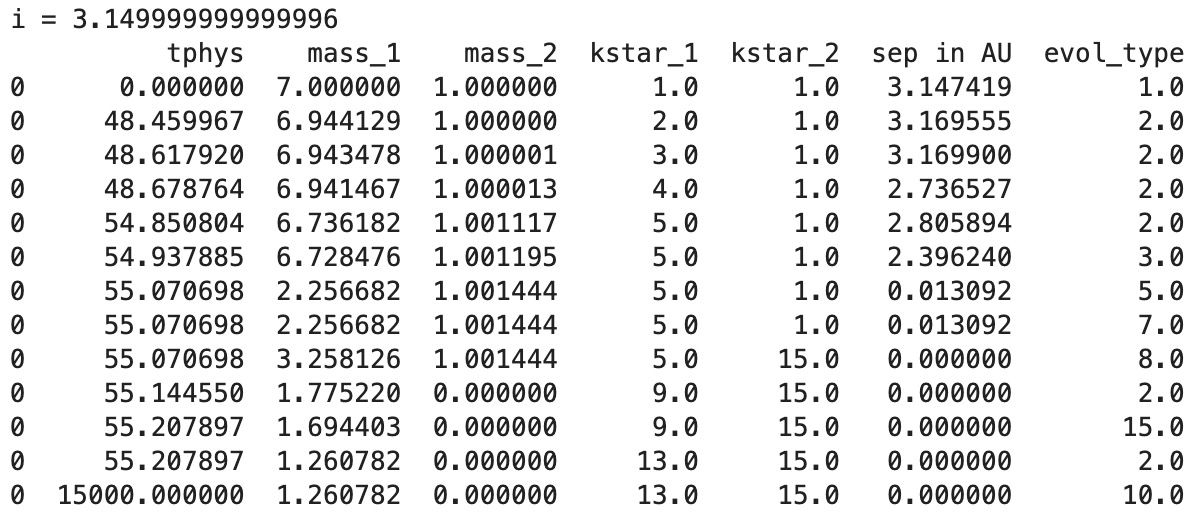 i = 3.149999999999996
tphys mass_1 mass_2 kstar_1 kstar_2 sep in AU evol_type
0 0.000000 7.000000 1.000000 1.0 1.0 3.147419 1.0
0 48.459967 6.944129 1.000000 2.0 1.0 3.169555 2.0
0 48.617920 6.943478 1.000001 3.0 1.0 3.169900 2.0
0 48.678764 6.941467 1.000013 4.0 1.0 2.736527 2.0
0 54.850804 6.736182 1.001117 5.0 1.0 2.805894 2.0
0 54.937885 6.728476 1.001195 5.0 1.0 2.396240 3.0
0 55.070698 2.256682 1.001444 5.0 1.0 0.013092 5.0
0 55.070698 2.256682 1.001444 5.0 1.0 0.013092 7.0
0 55.070698 3.258126 1.001444 5.0 15.0 0.000000 8.0
0 55.144550 1.775220 0.000000 9.0 15.0 0.000000 2.0
0 55.207897 1.694403 0.000000 9.0 15.0 0.000000 15.0
0 55.207897 1.260782 0.000000 13.0 15.0 0.000000 2.0
0 15000.000000 1.260782 0.000000 13.0 15.0 0.000000 10.0